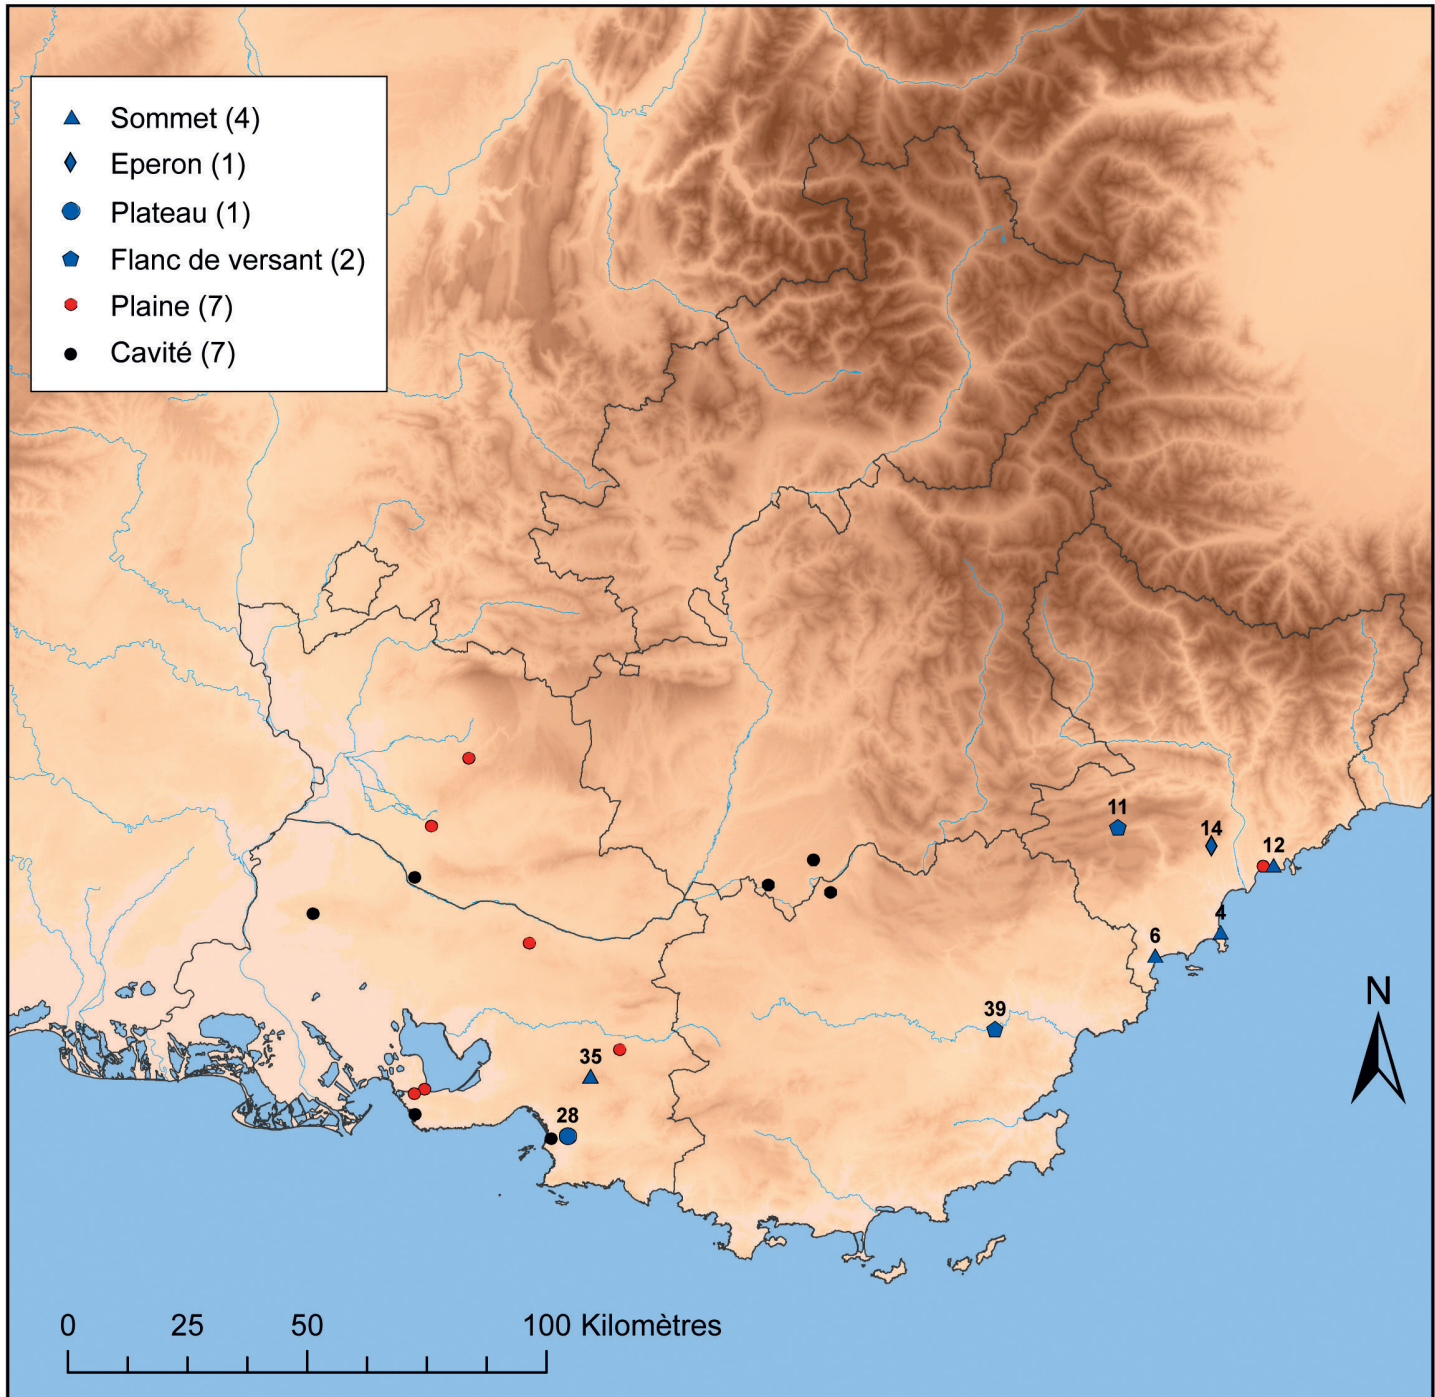 Sommet (4)
Eperon (1)
Plateau (1)
Flanc de versant (2)
Plaine (7)
Cavité (7)
11
14
12
4
6
39
35
28
N
0 25 50 100 Kilomètres